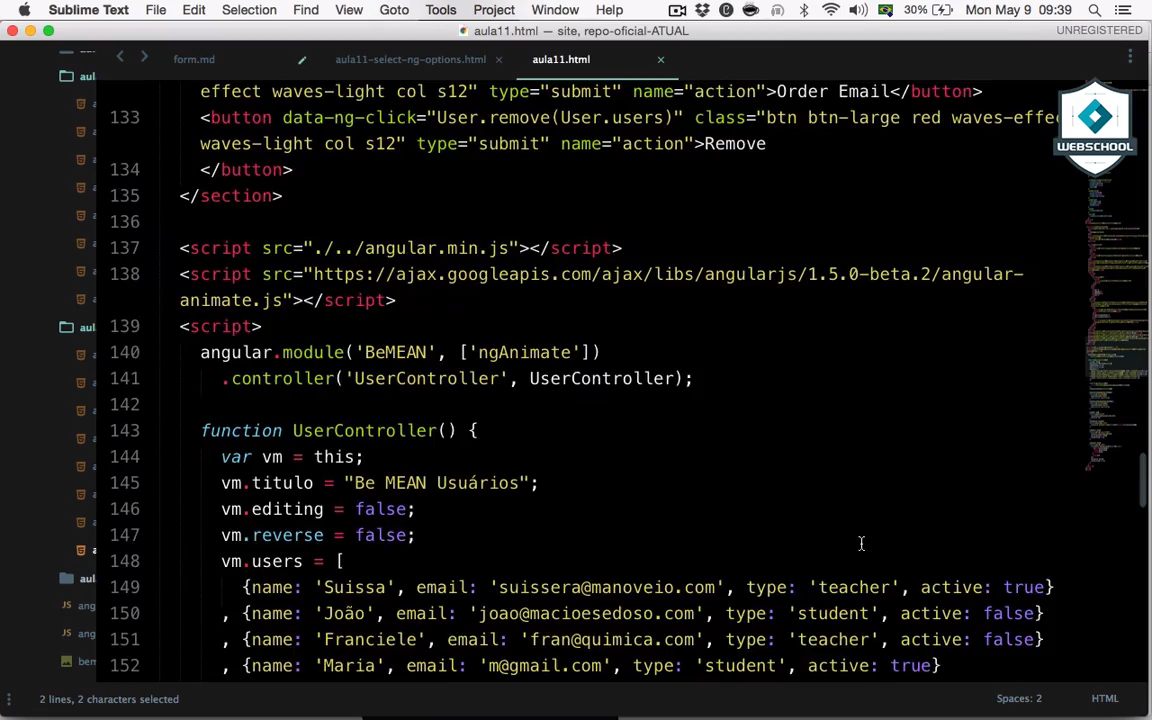 Sublime Text File Edit Selection Find View Goto Tools Project Window Help 30% Mon May 9 09:39
aula11.html — site, repo-oficial-ATUAL UNREGISTERED
form.md aula11-select-ng-options.html aula11.html
WEBSCHOOL
effect waves-light col s12" type="submit" name="action">Order Email</button>
133 <button data-ng-click="User.remove(User.users)" class="btn btn-large red waves-effe
waves-light col s12" type="submit" name="action">Remove
134 </button>
135 </section>
136
137 <script src="./../angular.min.js"></script>
138 <script src="https://ajax.googleapis.com/ajax/libs/angularjs/1.5.0-beta.2/angular-
animate.js"></script>
139 <script>
140 angular.module('BeMEAN', ['ngAnimate'])
141 .controller('UserController', UserController);
142
143 function UserController() {
144 var vm = this;
145 vm.titulo = "Be MEAN Usuários";
146 vm.editing = false;
147 vm.reverse = false;
148 vm.users = [
149 {name: 'Suissa', email: 'suissera@manoveio.com', type: 'teacher', active: true}
150 , {name: 'João', email: 'joao@macioesedoso.com', type: 'student', active: false}
151 , {name: 'Franciele', email: 'fran@quimica.com', type: 'teacher', active: false}
152 , {name: 'Maria', email: 'm@gmail.com', type: 'student', active: true}
aul
a
a
a
a
a
a
a
a
aul
a
a
a
a
a
a
a
a
aul
JS ang
JS ang
bem
2 lines, 2 characters selected Spaces: 2 HTML